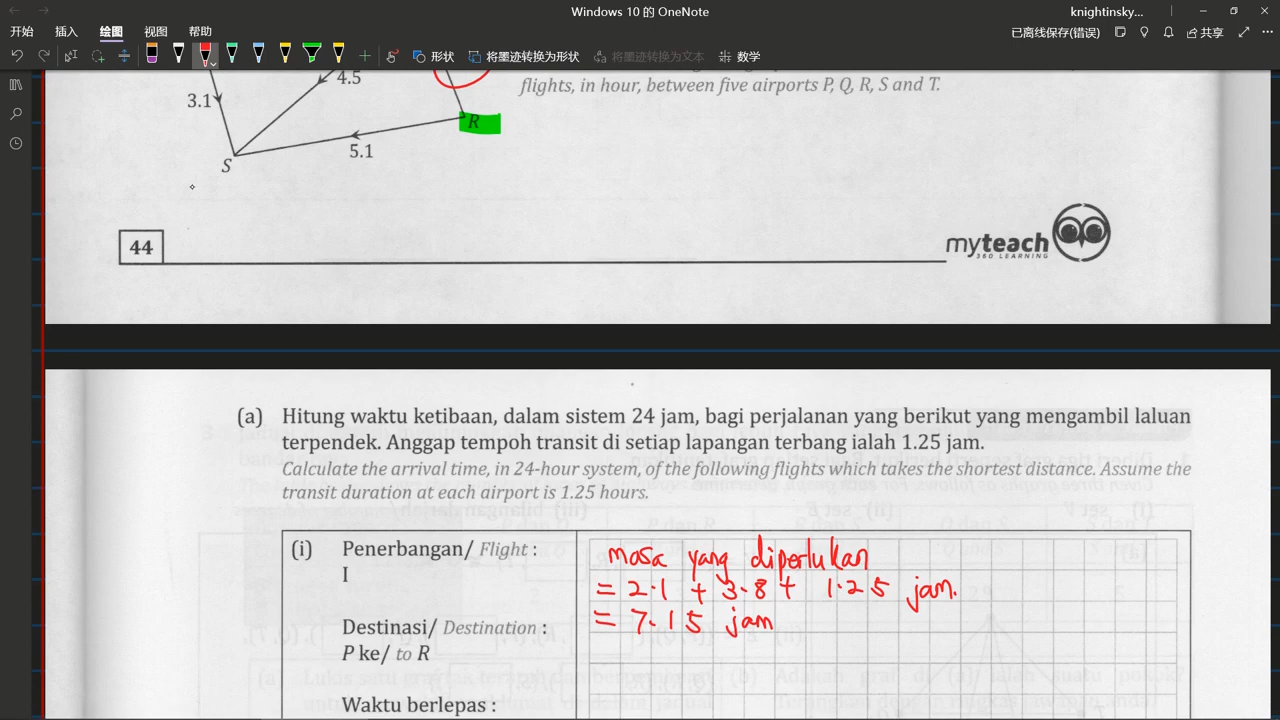 Windows 10 的 OneNote
knightinsky...
开始 插入 绘图 视图 帮助
已离线保存(错误) 共享
形状 将墨迹转换为形状 将墨迹转换为文本 数学
4.5
flights, in hour, between five airports P, Q, R, S and T.
3.1
R
5.1
S
44
myteach
360 LEARNING
(a) Hitung waktu ketibaan, dalam sistem 24 jam, bagi perjalanan yang berikut yang mengambil laluan
terpendek. Anggap tempoh transit di setiap lapangan terbang ialah 1.25 jam.
Calculate the arrival time, in 24-hour system, of the following flights which takes the shortest distance. Assume the
transit duration at each airport is 1.25 hours.
(i) Penerbangan/ Flight :
I
Destinasi/ Destination :
P ke/ to R
Waktu berlepas :
masa yang diperlukan
= 2.1 + 3.8 + 1.25 jam.
= 7.15 jam